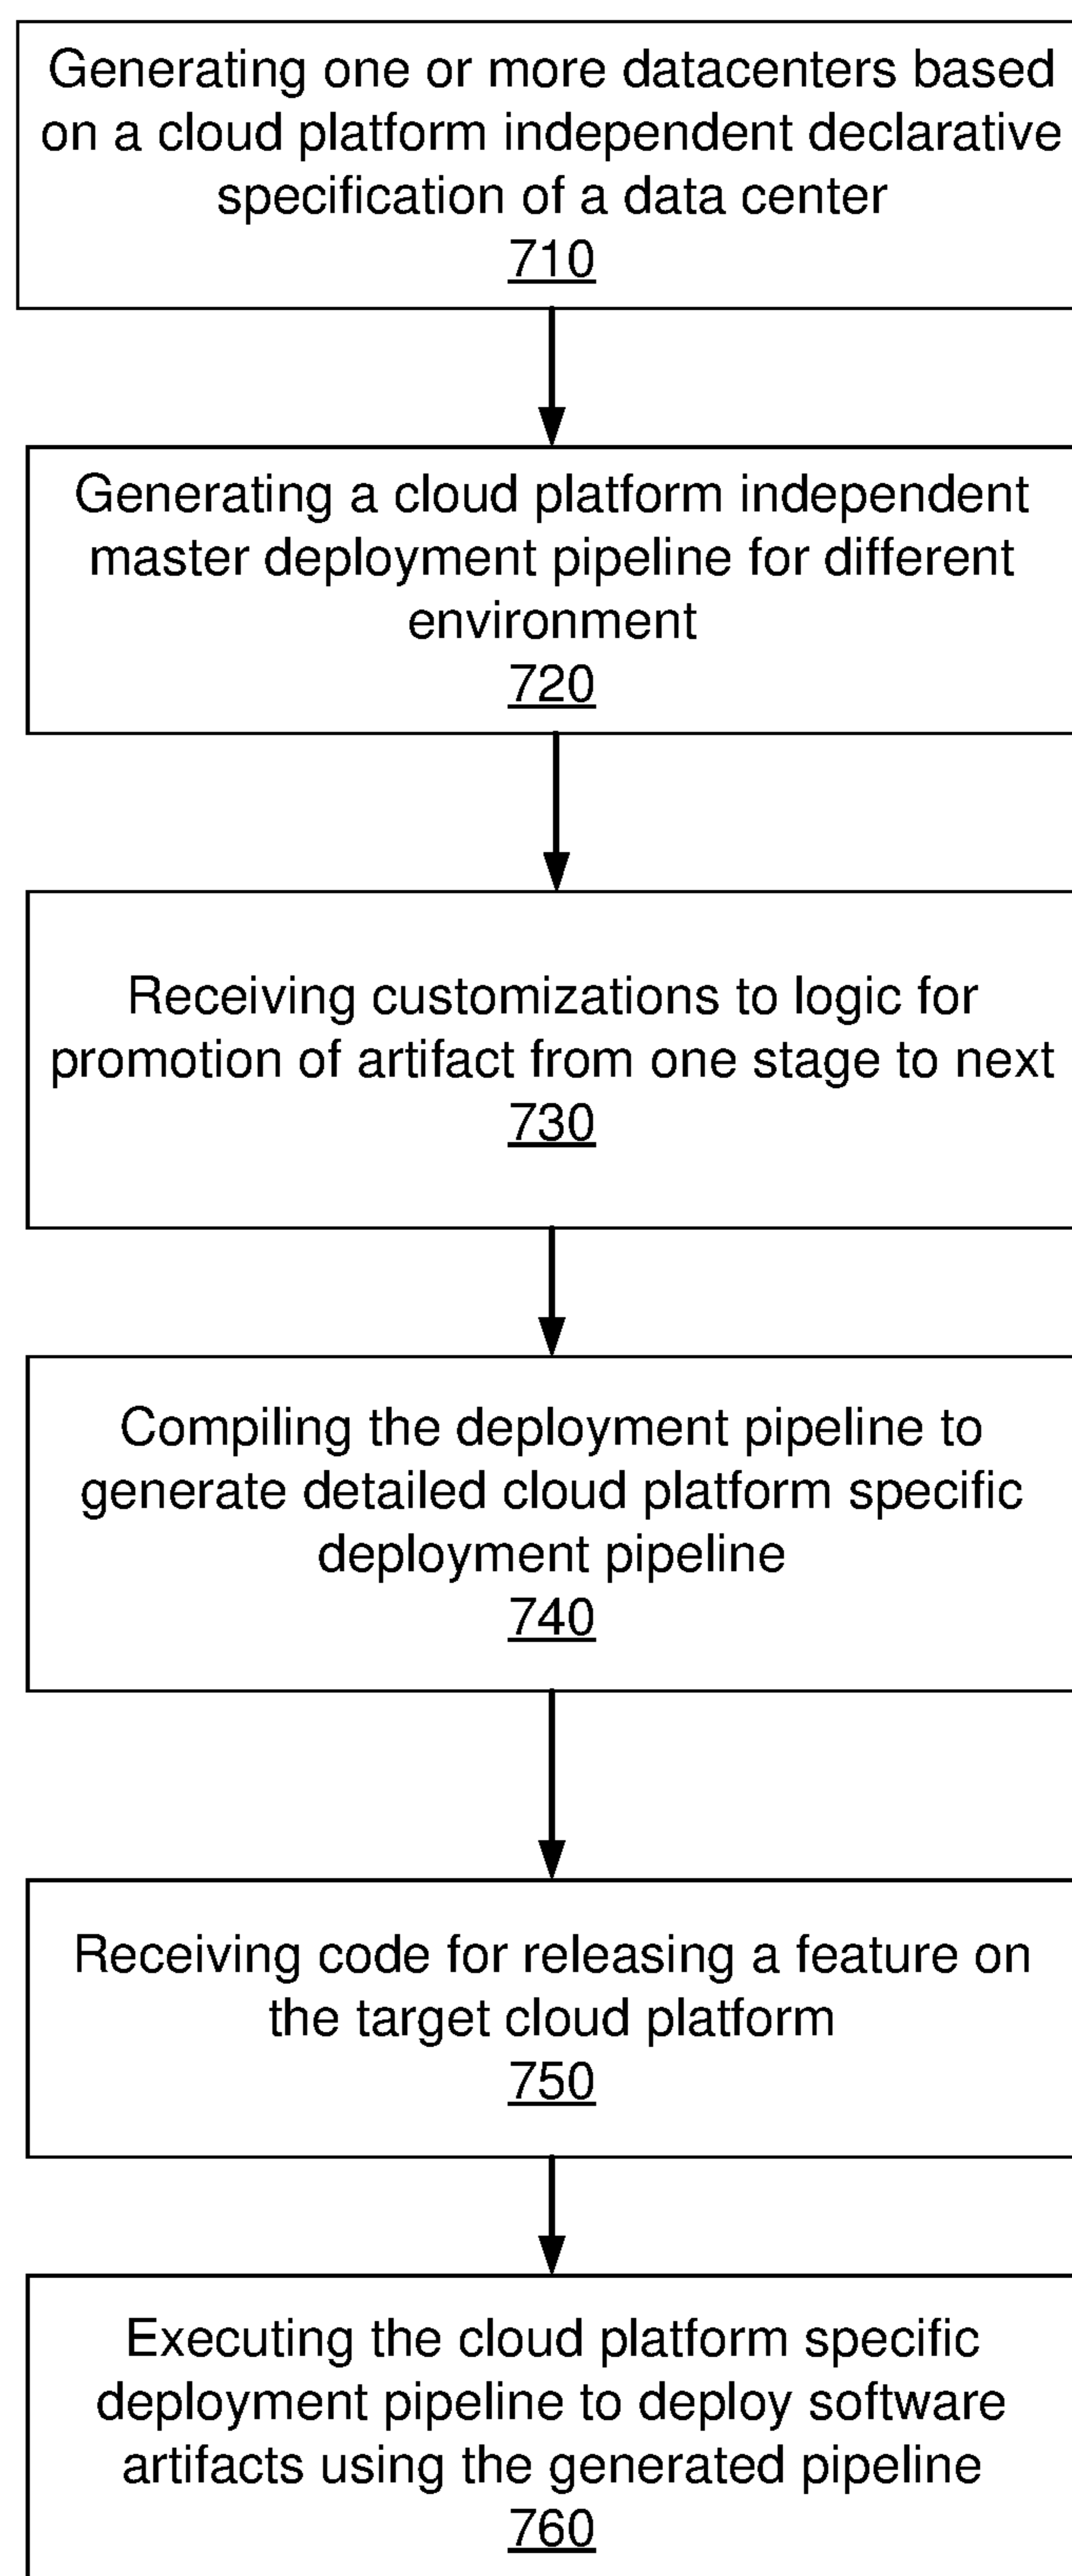 Generating one or more datacenters based
on a cloud platform independent declarative
specification of a data center
710
Generating a cloud platform independent
master deployment pipeline for different
environment
720
Receiving customizations to logic for
promotion of artifact from one stage to next
730
Compiling the deployment pipeline to
generate detailed cloud platform specific
deployment pipeline
740
Receiving code for releasing a feature on
the target cloud platform
750
Executing the cloud platform specific
deployment pipeline to deploy software
artifacts using the generated pipeline
760